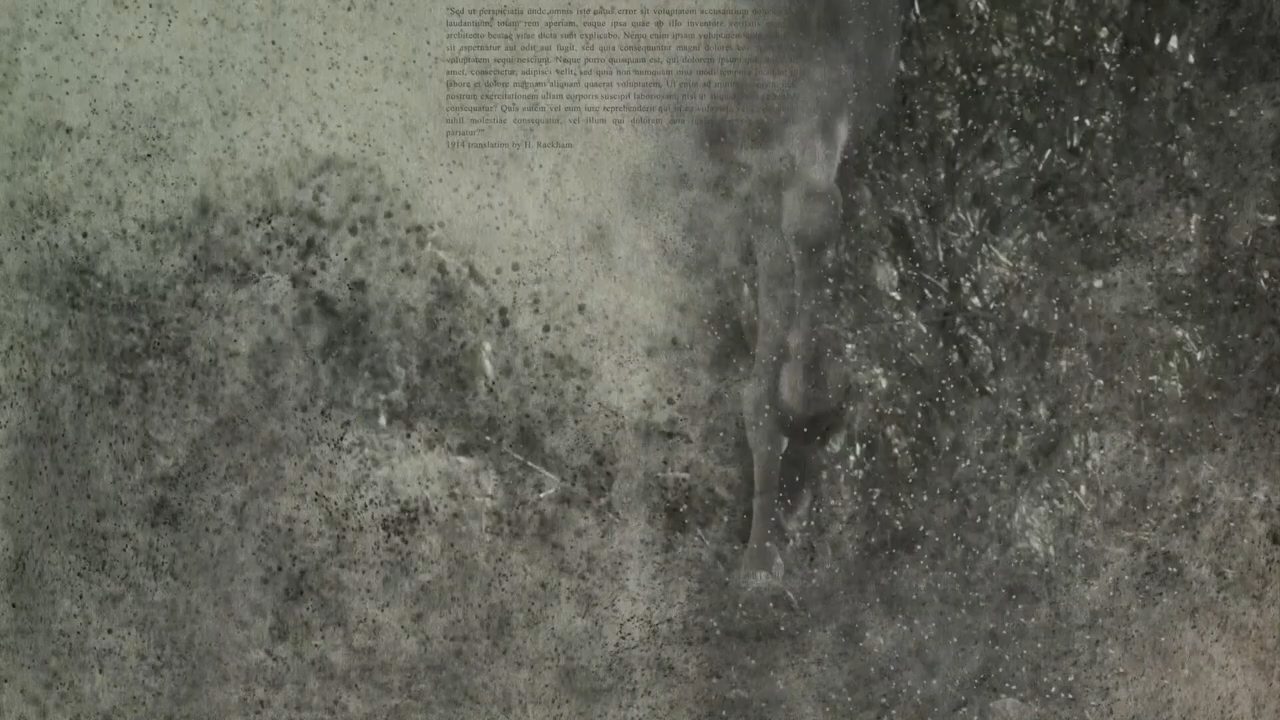 "Sed ut perspiciatis unde omnis iste natus error sit voluptatem accusantium
laudantium, totam rem aperiam, eaque ipsa quae ab illo inventore veritatis
architecto beatae vitae dicta sunt explicabo. Nemo enim ipsam voluptatem
sit aspernatur aut odit aut fugit, sed quia consequuntur magni dolores
voluptatem sequi nesciunt. Neque porro quisquam est, qui dolorem ipsum
amet, consectetur, adipisci velit, sed quia non numquam eius modi tempora
labore et dolore magnam aliquam quaerat voluptatem. Ut enim ad minima
nostrum exercitationem ullam corporis suscipit laboriosam, nisi ut
consequatur? Quis autem vel eum iure reprehenderit qui in ea voluptate
nihil molestiae consequatur, vel illum qui dolorem
pariatur?"
1914 translation by H. Rackham